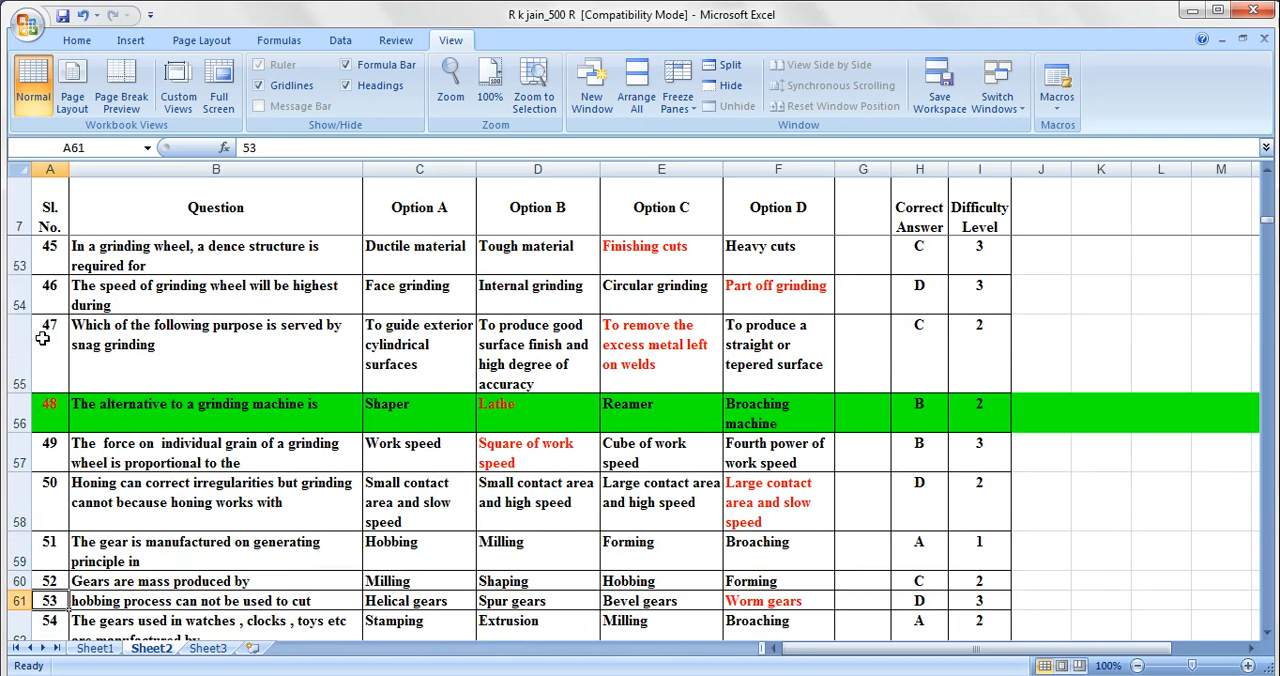 R k jain_500 R [Compatibility Mode] - Microsoft Excel
Home Insert Page Layout Formulas Data Review View
Normal Page Layout Page Break Preview Custom Views Full Screen
Workbook Views
Ruler Formula Bar
Gridlines Headings
Message Bar
Show/Hide
Zoom 100% Zoom to Selection
Zoom
New Window Arrange All Freeze Panes
Split
Hide
Unhide
View Side by Side
Synchronous Scrolling
Reset Window Position
Window
Save Workspace Switch Windows
Macros
Macros
A61 fx 53
A B C D E F G H I J K L M
7 Sl. No. Question Option A Option B Option C Option D Correct Answer Difficulty Level
53 45 In a grinding wheel, a dence structure is required for Ductile material Tough material Finishing cuts Heavy cuts C 3
54 46 The speed of grinding wheel will be highest during Face grinding Internal grinding Circular grinding Part off grinding D 3
55 47 Which of the following purpose is served by snag grinding To guide exterior cylindrical surfaces To produce good surface finish and high degree of accuracy To remove the excess metal left on welds To produce a straight or tepered surface C 2
56 48 The alternative to a grinding machine is Shaper Lathe Reamer Broaching machine B 2
57 49 The force on individual grain of a grinding wheel is proportional to the Work speed Square of work speed Cube of work speed Fourth power of work speed B 3
58 50 Honing can correct irregularities but grinding cannot because honing works with Small contact area and slow speed Small contact area and high speed Large contact area and high speed Large contact area and slow speed D 2
59 51 The gear is manufactured on generating principle in Hobbing Milling Forming Broaching A 1
60 52 Gears are mass produced by Milling Shaping Hobbing Forming C 2
61 53 hobbing process can not be used to cut Helical gears Spur gears Bevel gears Worm gears D 3
54 The gears used in watches , clocks , toys etc are manufactured by Stamping Extrusion Milling Broaching A 2
Sheet1 Sheet2 Sheet3
Ready 100%